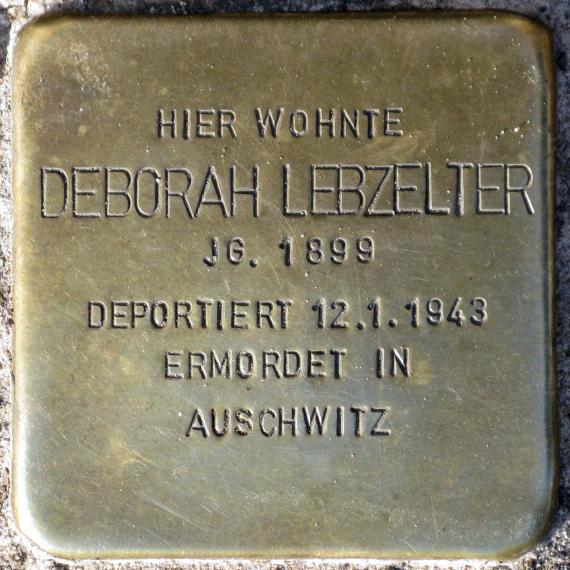 HIER WOHNTE
DEBORAH LEBZELTER
JG. 1899
DEPORTIERT 12.1.1943
ERMORDET IN
AUSCHWITZ